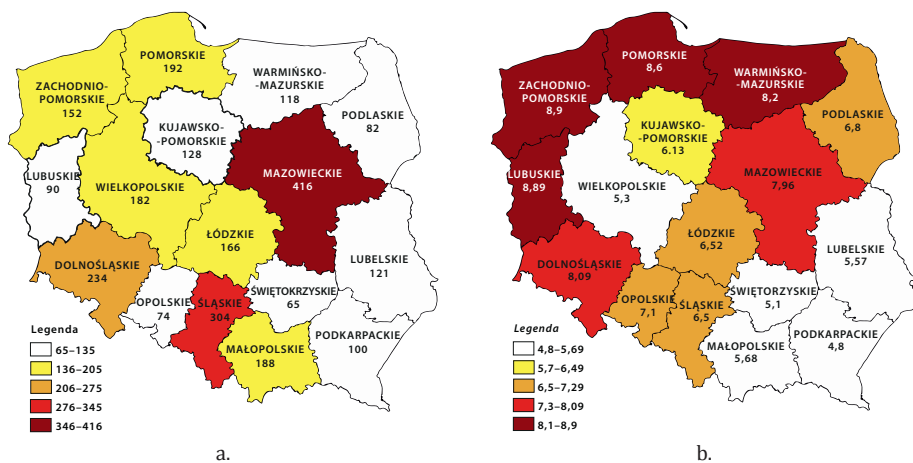 POMORSKIE
192
WARMIŃSKO-
-MAZURSKIE
118
ZACHODNIO-
POMORSKIE
152
PODLASKIE
82
KUJAWSKO-
-POMORSKIE
128
MAZOWIECKIE
416
LUBUSKIE
90
WIELKOPOLSKIE
182
ŁÓDZKIE
166
LUBELSKIE
121
DOLNOŚLĄSKIE
234
OPOLSKIE
74
ŚLĄSKIE
304
ŚWIĘTOKRZYSKIE
65
MAŁOPOLSKIE
188
PODKARPACKIE
100
Legenda
65–135
136–205
206–275
276–345
346–416
a.
POMORSKIE
8,6
WARMIŃSKO-
-MAZURSKIE
8,2
ZACHODNIO-
POMORSKIE
8,9
PODLASKIE
6,8
KUJAWSKO-
-POMORSKIE
6.13
MAZOWIECKIE
7,96
LUBUSKIE
8,89
WIELKOPOLSKIE
5,3
ŁÓDZKIE
6,52
LUBELSKIE
5,57
DOLNOŚLĄSKIE
8,09
OPOLSKIE
7,1
ŚLĄSKIE
6,5
ŚWIĘTORZYSKIE
5,1
MAŁOPOLSKIE
5,68
PODKARPACKIE
4,8
Legenda
4,8–5,69
5,7–6,49
6,5–7,29
7,3–8,09
8,1–8,9
b.